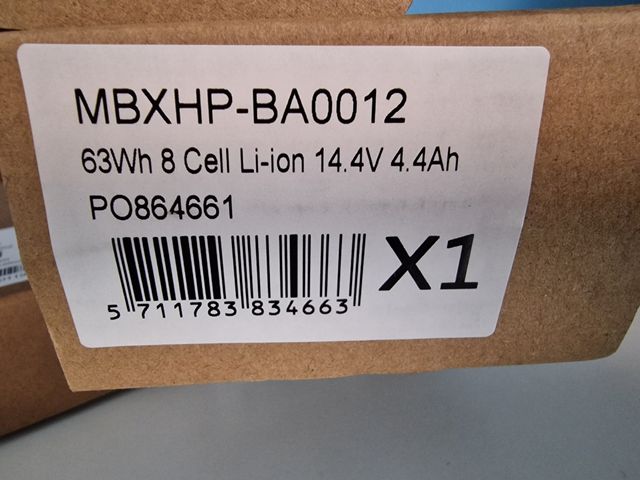 MBXHP-BA0012
63Wh 8 Cell Li-ion 14.4V 4.4Ah
PO864661
X1
5 711783 834663